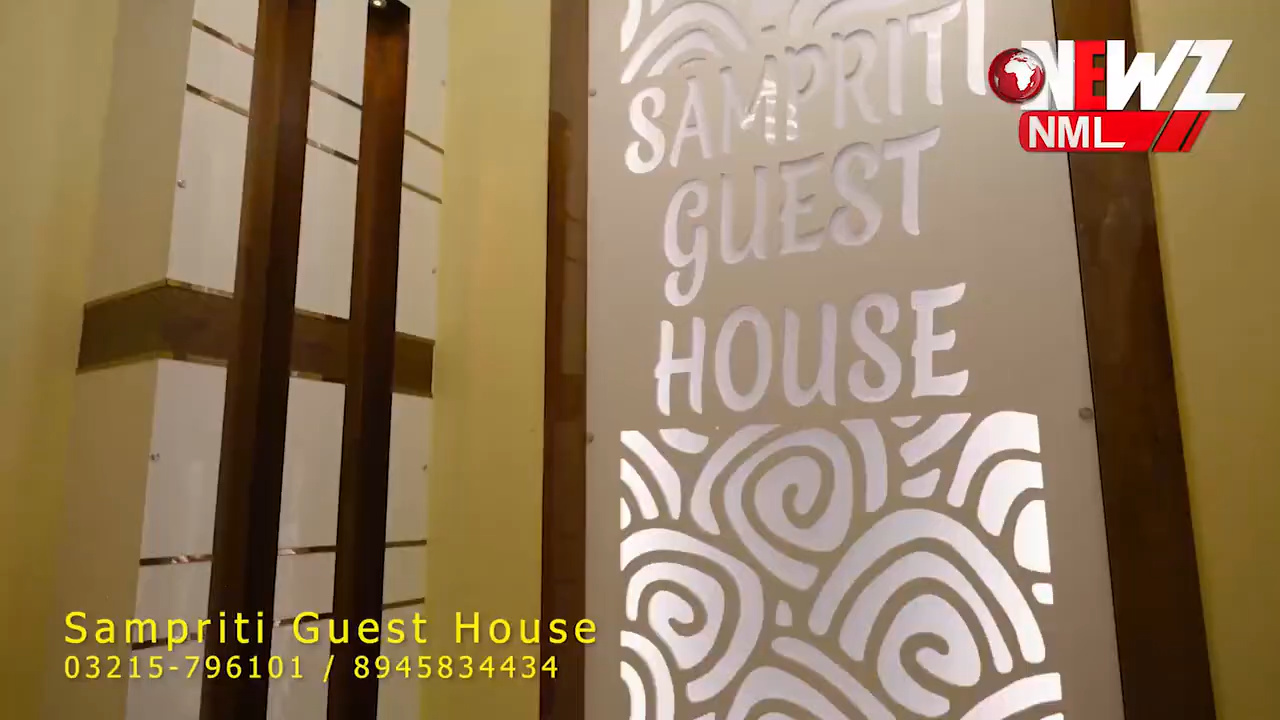 SAMPRITI
GUEST
HOUSE
NEWZ
NML
Sampriti Guest House
03215-796101 / 8945834434